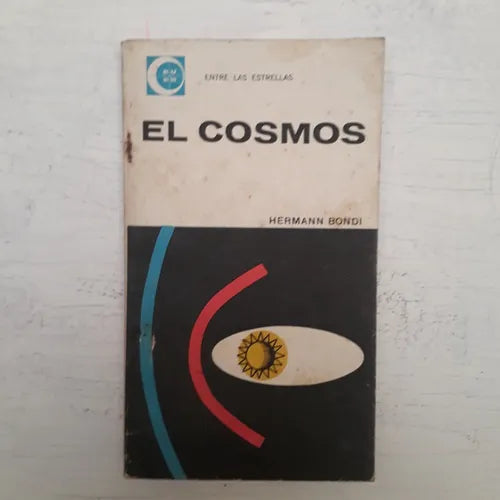 ENTRE LAS ESTRELLAS
EL COSMOS
HERMANN BONDI